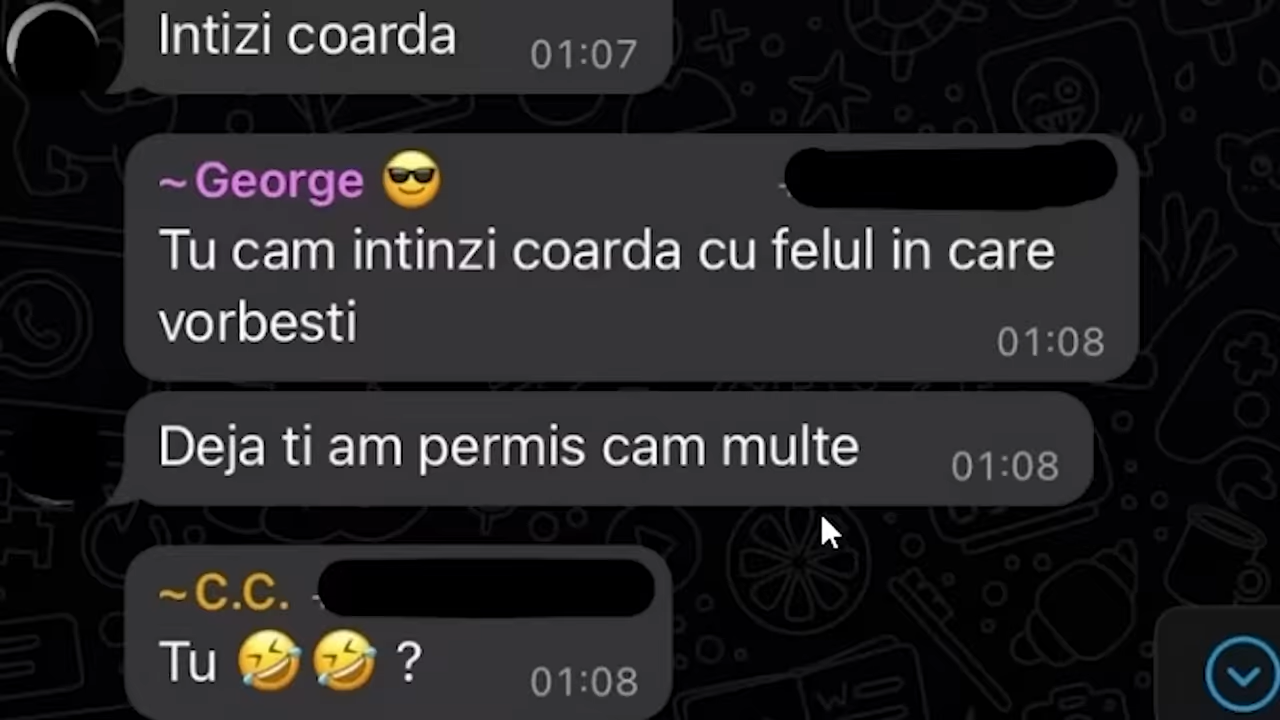 Intizi coarda
01:07
~George 😎
Tu cam intinzi coarda cu felul in care
vorbesti
01:08
Deja ti am permis cam multe
01:08
~C.C.
Tu 🤣🤣 ?
01:08